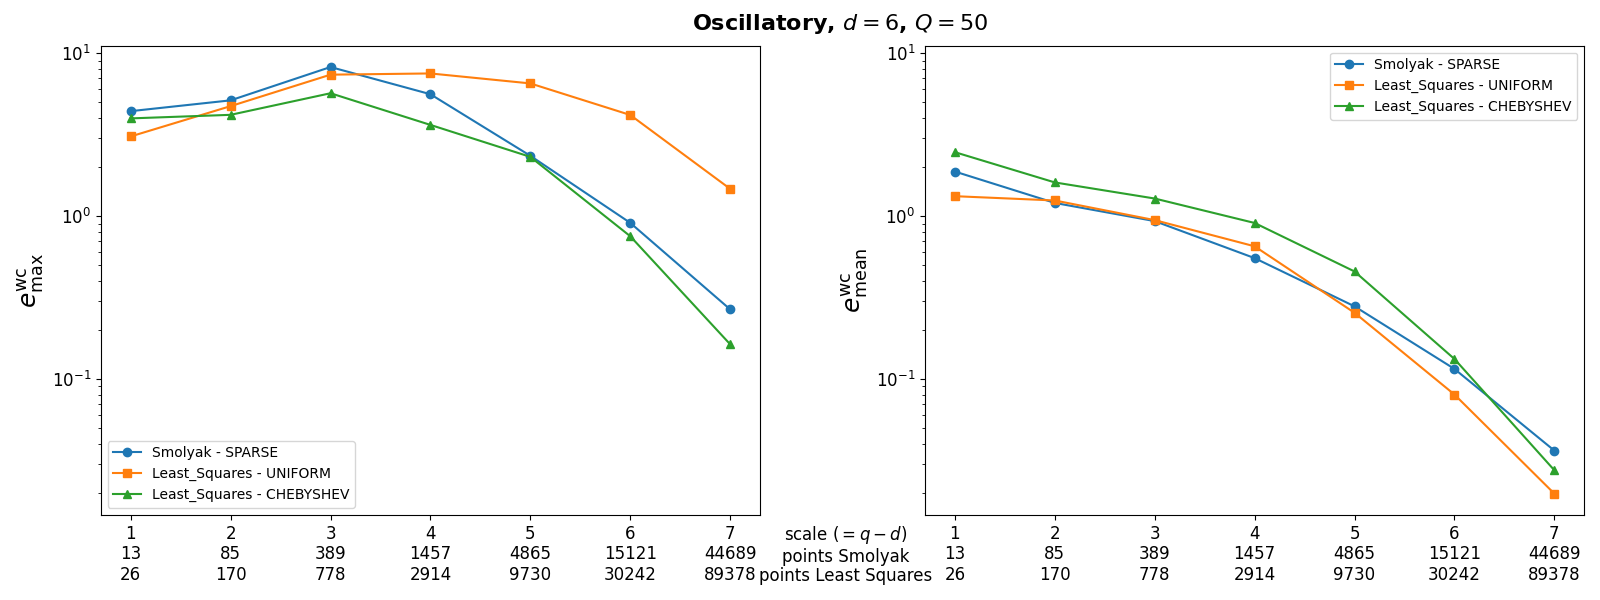 Oscillatory, d = 6, Q = 50
10¹
10⁰
10⁻¹
e^wc_max
Smolyak - SPARSE
Least_Squares - UNIFORM
Least_Squares - CHEBYSHEV
1 2 3 4 5 6 7
13 85 389 1457 4865 15121 44689
26 170 778 2914 9730 30242 89378
scale (= q − d)
points Smolyak
points Least Squares
10¹
10⁰
10⁻¹
e^wc_mean
Smolyak - SPARSE
Least_Squares - UNIFORM
Least_Squares - CHEBYSHEV
1 2 3 4 5 6 7
13 85 389 1457 4865 15121 44689
26 170 778 2914 9730 30242 89378